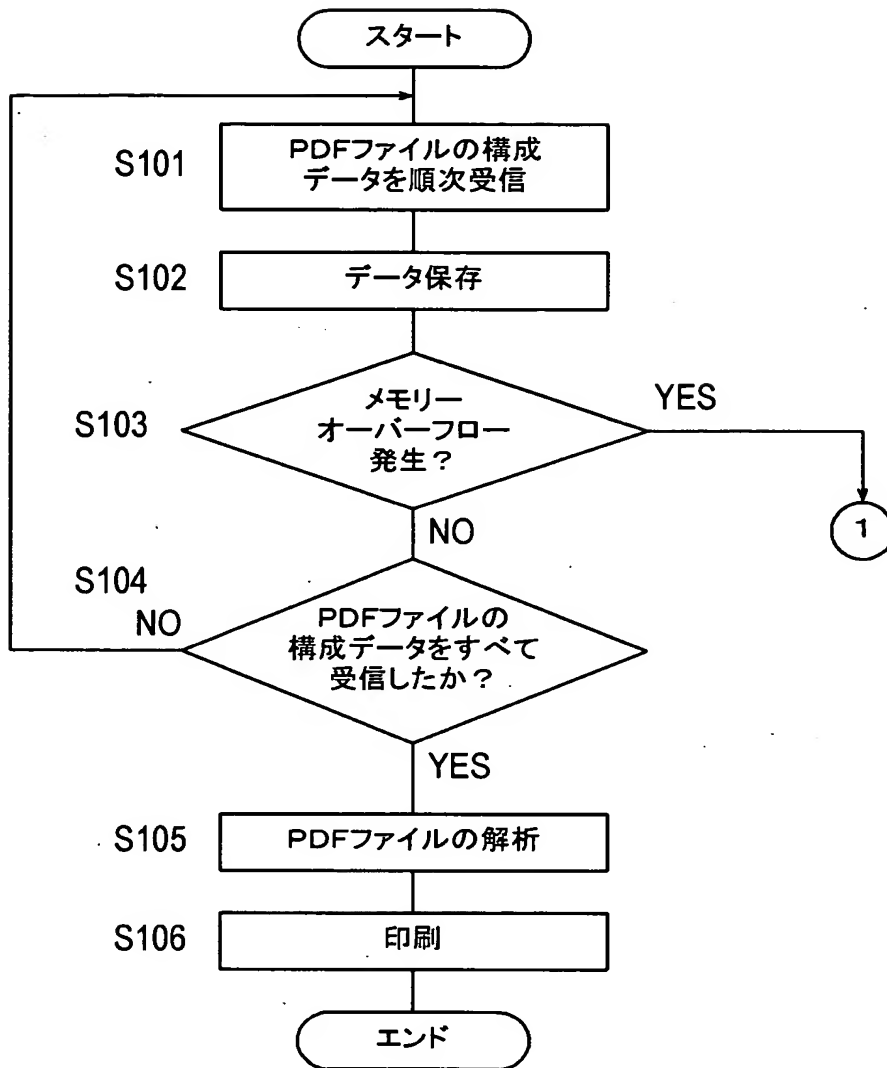 スタート
S101
PDFファイルの構成
データを順次受信
S102
データ保存
S103
メモリー
オーバーフロー
発生?
YES
1
NO
S104
NO
PDFファイルの
構成データをすべて
受信したか?
YES
S105
PDFファイルの解析
S106
印刷
エンド